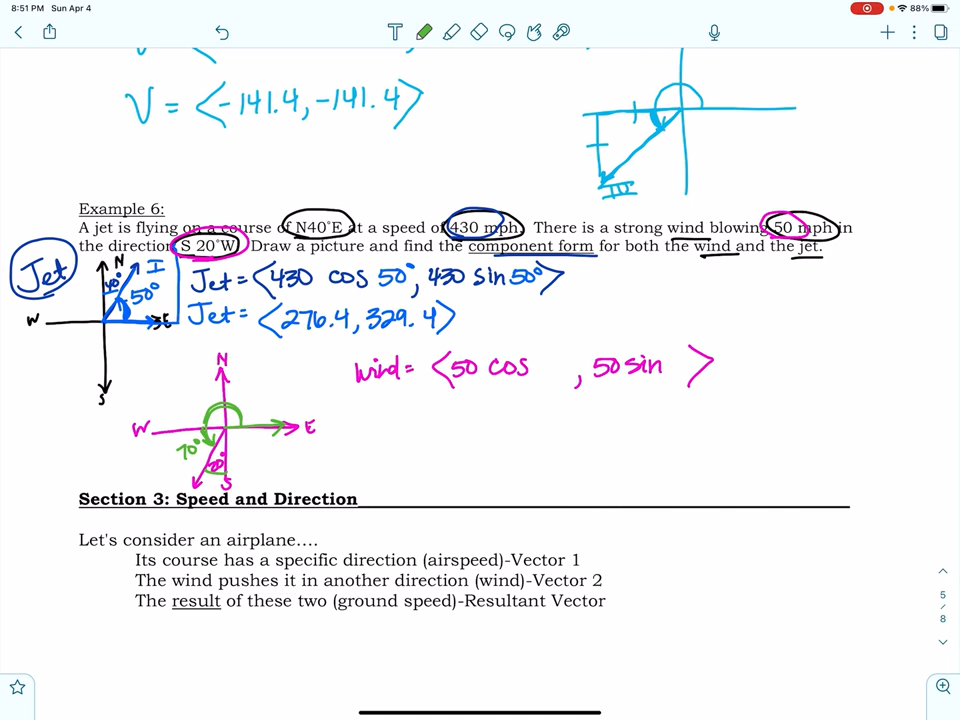 8:51 PM Sun Apr 4
88%
T
V = <-141.4, -141.4>
III
Example 6:
A jet is flying on a course of N40°E at a speed of 430 mph. There is a strong wind blowing 50 mph in
the direction S 20°W. Draw a picture and find the component form for both the wind and the jet.
Jet
N
40°
I
50°
W
E
S
Jet = <430 cos 50°, 430 sin 50°>
Jet = <276.4, 329.4>
wind = <50 cos , 50 sin >
N
W
E
70°
20°
S
Section 3: Speed and Direction
Let's consider an airplane....
Its course has a specific direction (airspeed)-Vector 1
The wind pushes it in another direction (wind)-Vector 2
The result of these two (ground speed)-Resultant Vector
5
/
8